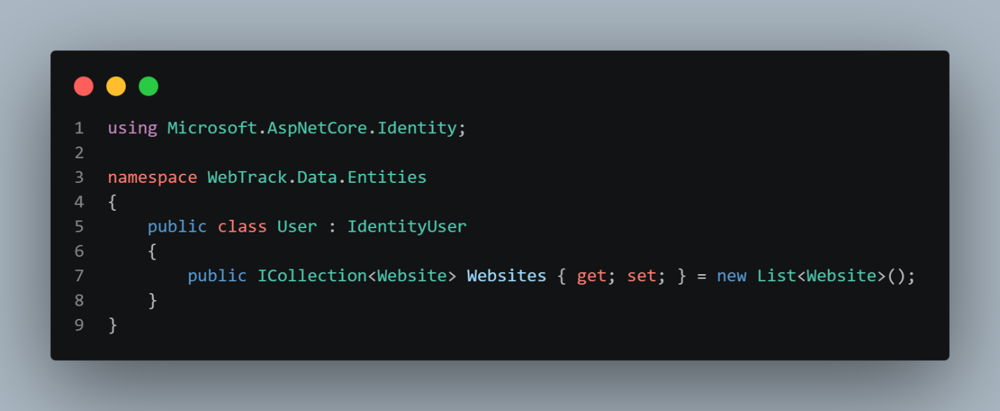 1 using Microsoft.AspNetCore.Identity;
2
3 namespace WebTrack.Data.Entities
4 {
5     public class User : IdentityUser
6     {
7         public ICollection<Website> Websites { get; set; } = new List<Website>();
8     }
9 }